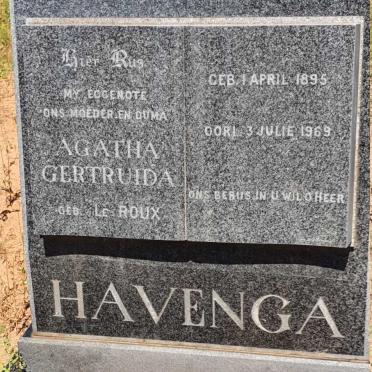 Hier Rus
MY EGGENOTE
ONS MOEDER EN OUMA
AGATHA
GERTRUIDA
GEB. LE ROUX
GEB. 1 APRIL 1895
OORL. 3 JULIE 1969
ONS BERUS IN U WIL O HEER
HAVENGA